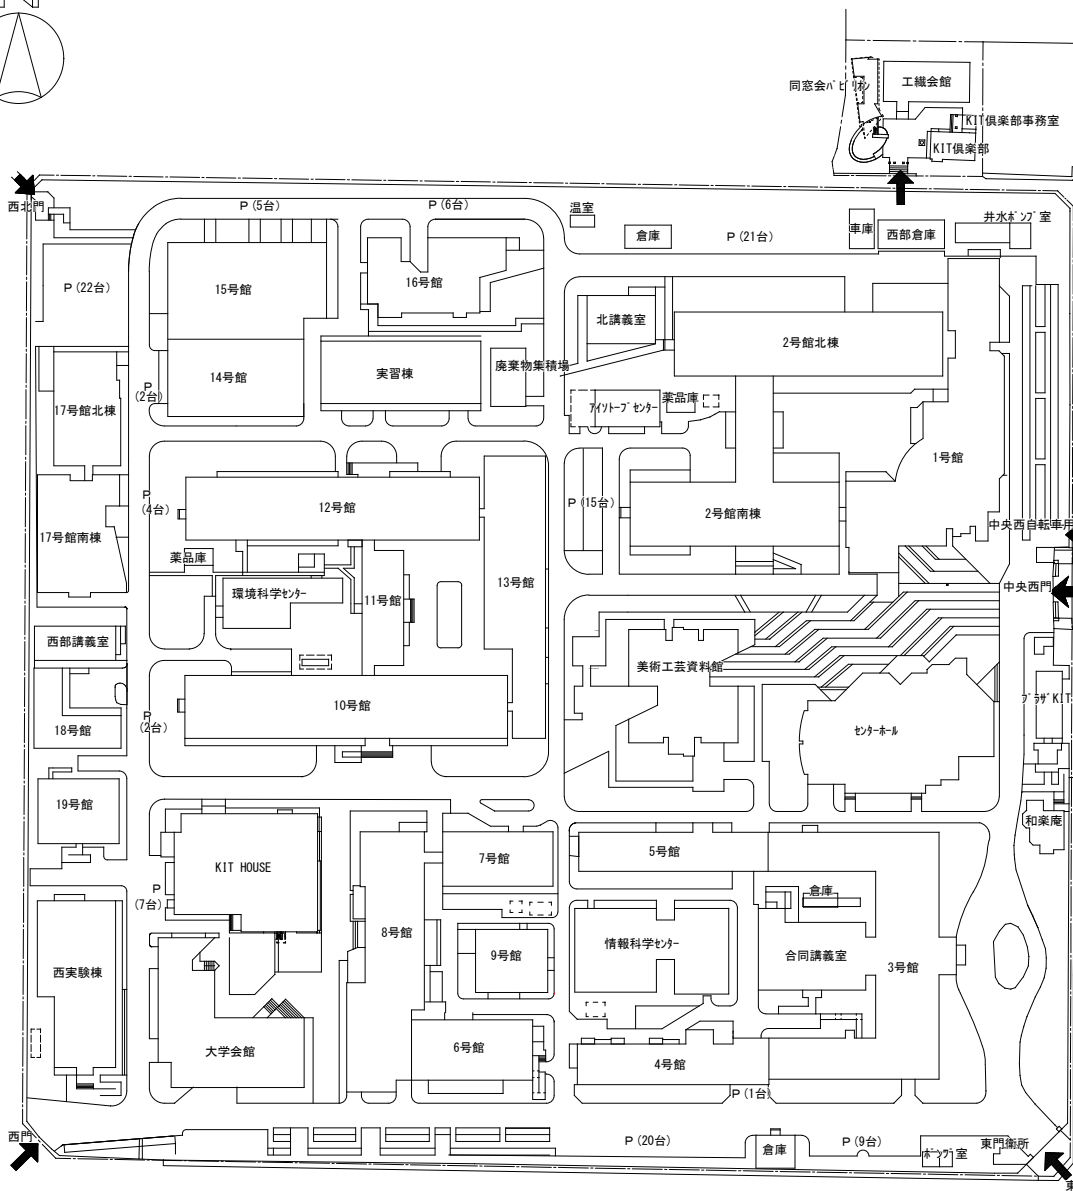 工織会館
同窓会パビリオン
KIT倶楽部事務室
KIT倶楽部
西北門
P (5台)
P (6台)
温室
倉庫
P (21台)
車庫
西部倉庫
井水ポンプ室
P (22台)
15号館
16号館
北講義室
2号館北棟
14号館
実習棟
廃棄物集積場
P
(2台)
17号館北棟
アイソトープセンター
薬品庫
1号館
P
(4台)
12号館
P (15台)
2号館南棟
中央西自転車用
17号館南棟
薬品庫
13号館
環境科学センター
11号館
中央西門
西部講義室
美術工芸資料館
10号館
P
(2台)
18号館
センターホール
プラザKIT
19号館
和楽庵
5号館
7号館
KIT HOUSE
P
(7台)
倉庫
8号館
9号館
情報科学センター
合同講義室
3号館
西実験棟
大学会館
6号館
4号館
P (1台)
西門
P (20台)
倉庫
P (9台)
ポンプ室
東門衛所